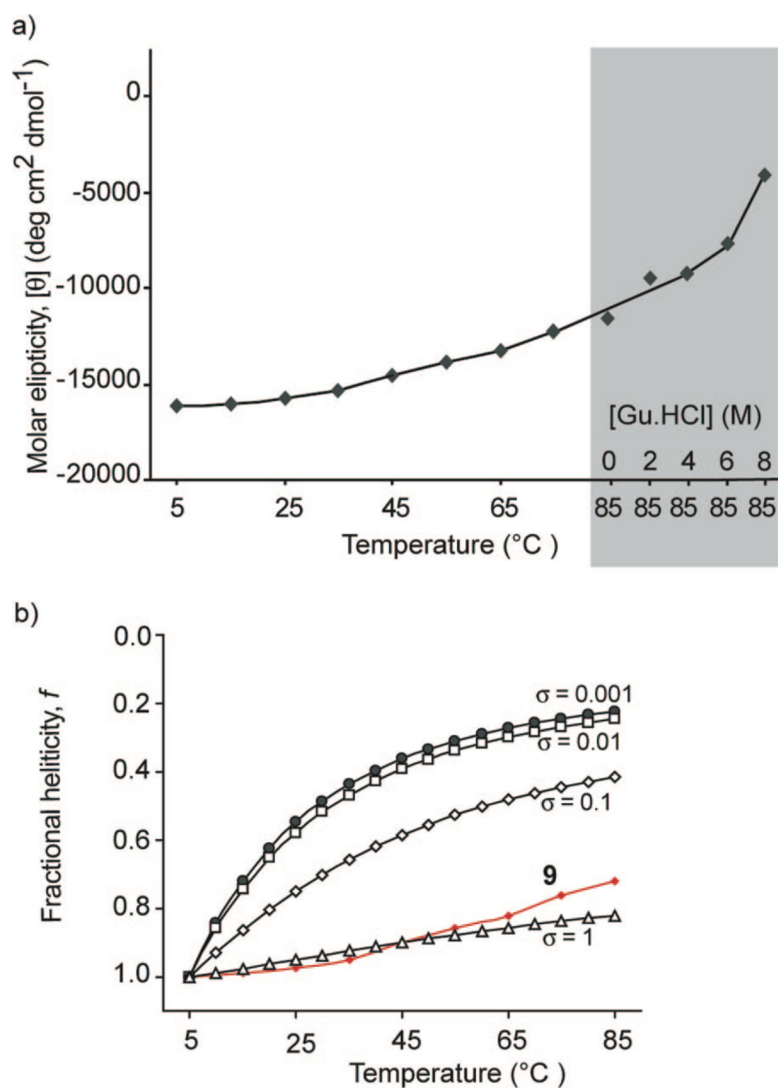 a)
Molar elipticity, [θ] (deg cm² dmol⁻¹)
0
-5000
-10000
-15000
-20000
[Gu.HCl] (M)
0 2 4 6 8
5 25 45 65 85 85 85 85 85
Temperature (°C )
b)
Fractional heliticity, f
0.0
0.2
0.4
0.6
0.8
1.0
σ = 0.001
σ = 0.01
σ = 0.1
9
σ = 1
5 25 45 65 85
Temperature (°C)